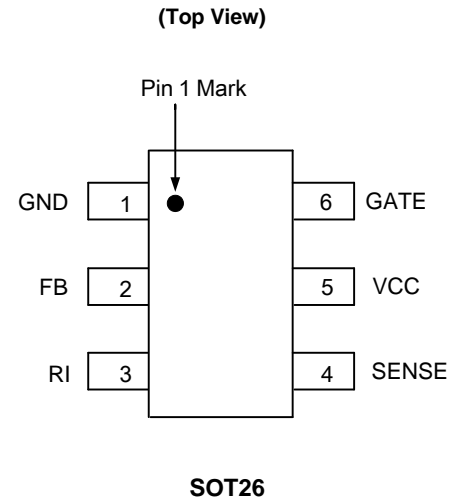 (Top View)
Pin 1 Mark
GND 1 6 GATE
FB 2 5 VCC
RI 3 4 SENSE
SOT26